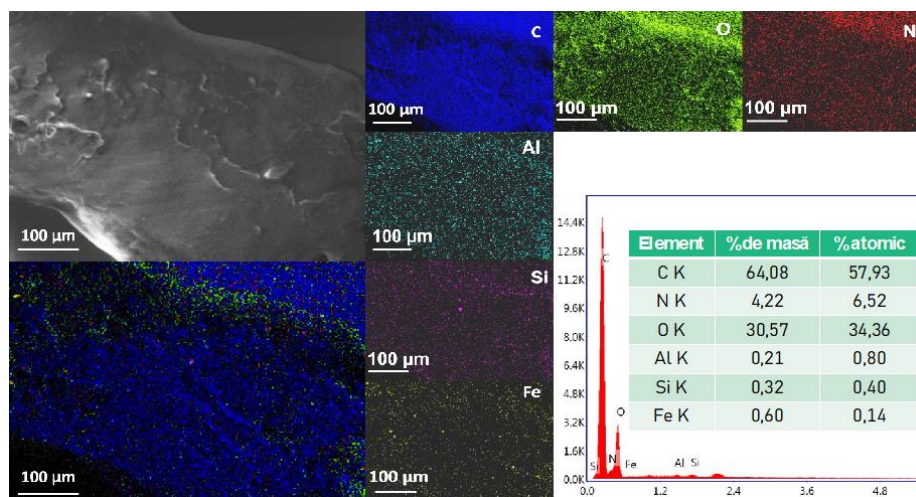 C
O
N
100 µm
100 µm
100 µm
Al
100 µm
100 µm
Si
100 µm
Fe
100 µm
100 µm
14.4K
12.8K
11.2K
9.6K
8.0K
6.4K
4.8K
3.2K
1.6K
0.0K
C
O
Si
N
Fe
Al
Si
0.0
1.2
2.4
3.6
4.8
Element %de masă %atomic
C K 64,08 57,93
N K 4,22 6,52
O K 30,57 34,36
Al K 0,21 0,80
Si K 0,32 0,40
Fe K 0,60 0,14